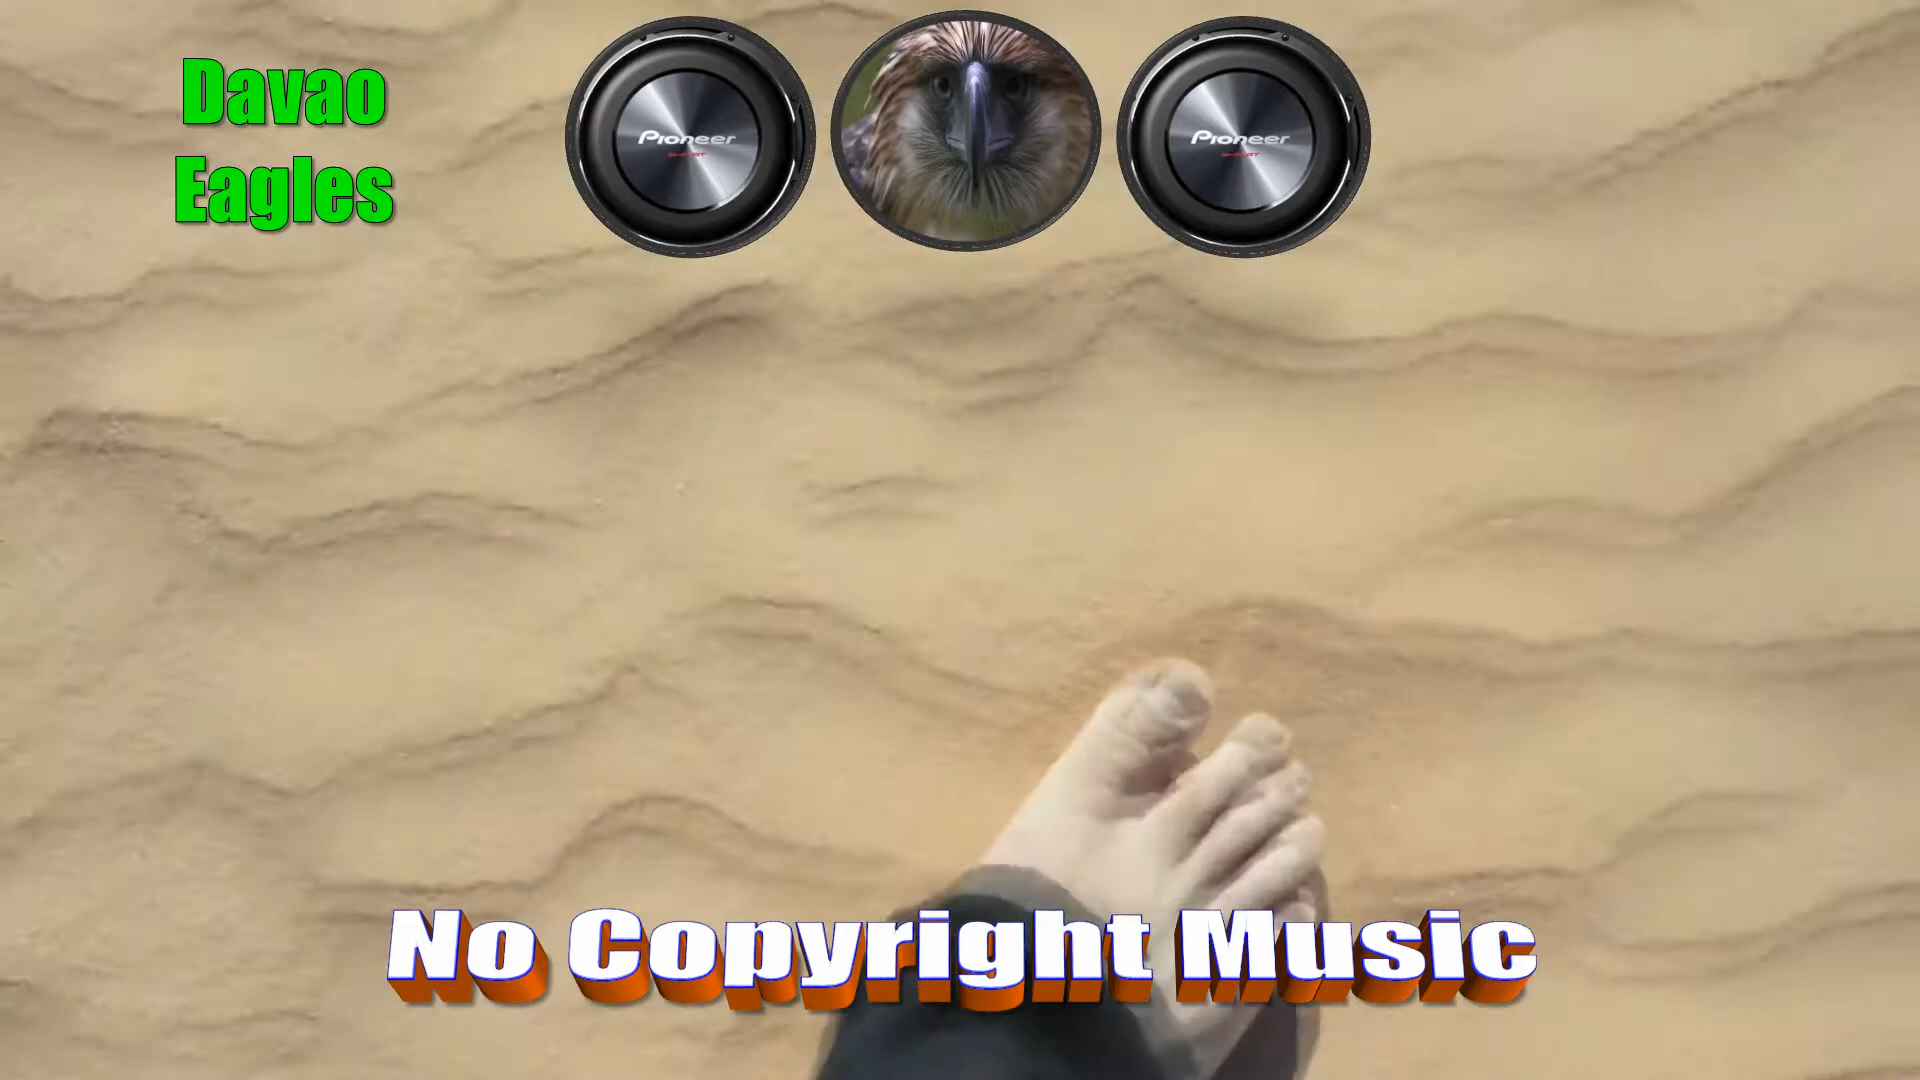 Davao
Eagles
Pioneer
Pioneer
No Copyright Music